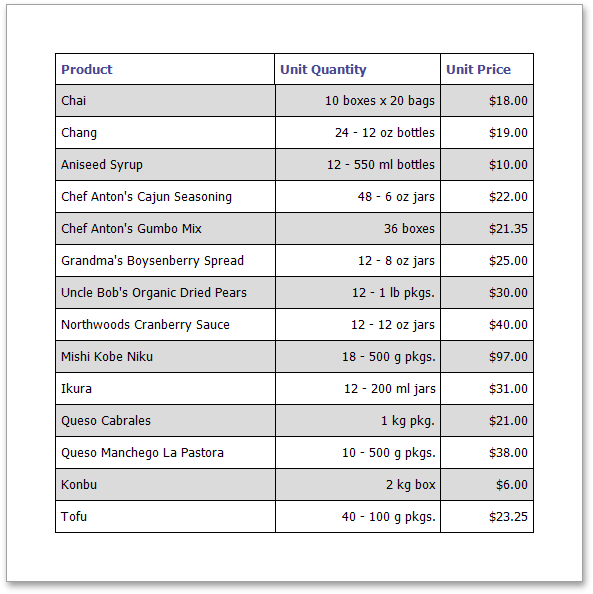 Product Unit Quantity Unit Price
Chai 10 boxes x 20 bags $18.00
Chang 24 - 12 oz bottles $19.00
Aniseed Syrup 12 - 550 ml bottles $10.00
Chef Anton's Cajun Seasoning 48 - 6 oz jars $22.00
Chef Anton's Gumbo Mix 36 boxes $21.35
Grandma's Boysenberry Spread 12 - 8 oz jars $25.00
Uncle Bob's Organic Dried Pears 12 - 1 lb pkgs. $30.00
Northwoods Cranberry Sauce 12 - 12 oz jars $40.00
Mishi Kobe Niku 18 - 500 g pkgs. $97.00
Ikura 12 - 200 ml jars $31.00
Queso Cabrales 1 kg pkg. $21.00
Queso Manchego La Pastora 10 - 500 g pkgs. $38.00
Konbu 2 kg box $6.00
Tofu 40 - 100 g pkgs. $23.25